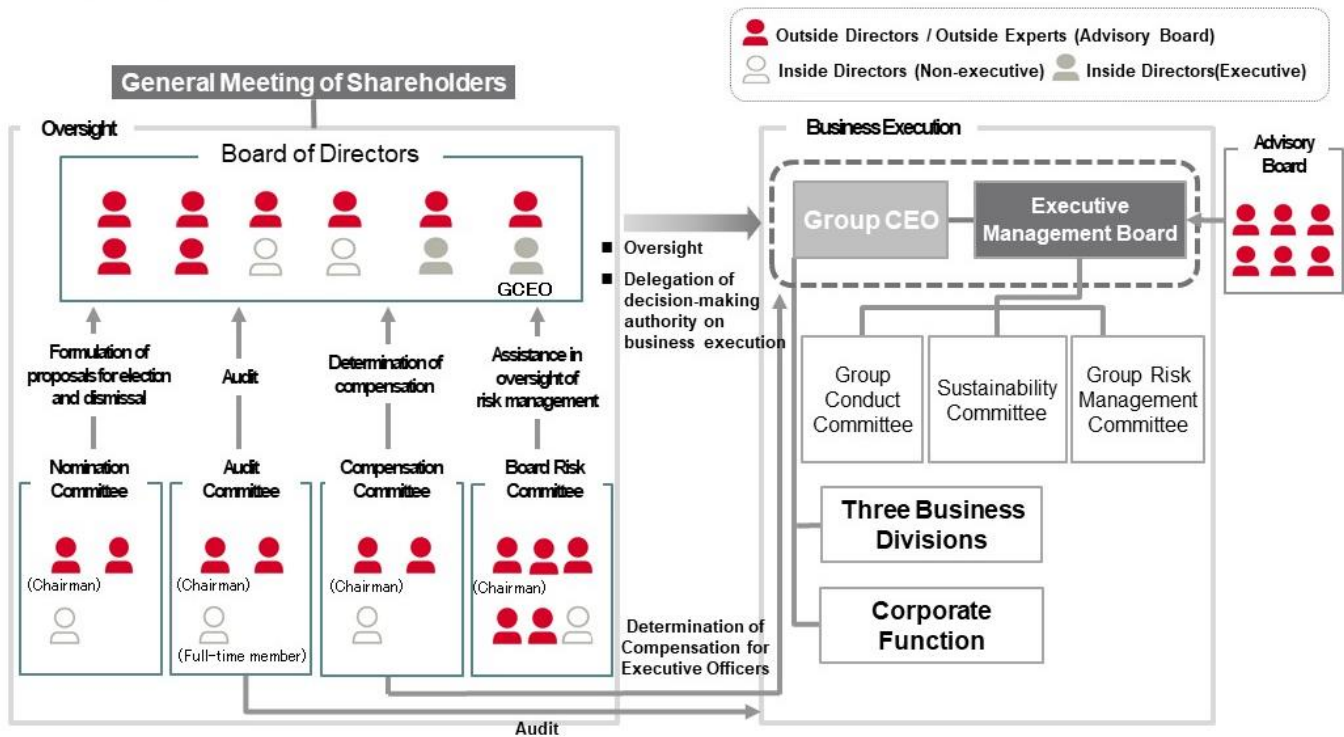 Outside Directors / Outside Experts (Advisory Board)
Inside Directors (Non-executive)
Inside Directors(Executive)
General Meeting of Shareholders
Oversight
Board of Directors
GCEO
Formulation of
proposals for election
and dismissal
Audit
Determination of
compensation
Assistance in
oversight of
risk management
Nomination
Committee
(Chairman)
Audit
Committee
(Chairman)
(Full-time member)
Compensation
Committee
(Chairman)
Board Risk
Committee
(Chairman)
■ Oversight
■ Delegation of
decision-making
authority on
business execution
Determination of
Compensation for
Executive Officers
Audit
Business Execution
Group CEO
Executive
Management Board
Advisory
Board
Group
Conduct
Committee
Sustainability
Committee
Group Risk
Management
Committee
Three Business
Divisions
Corporate
Function